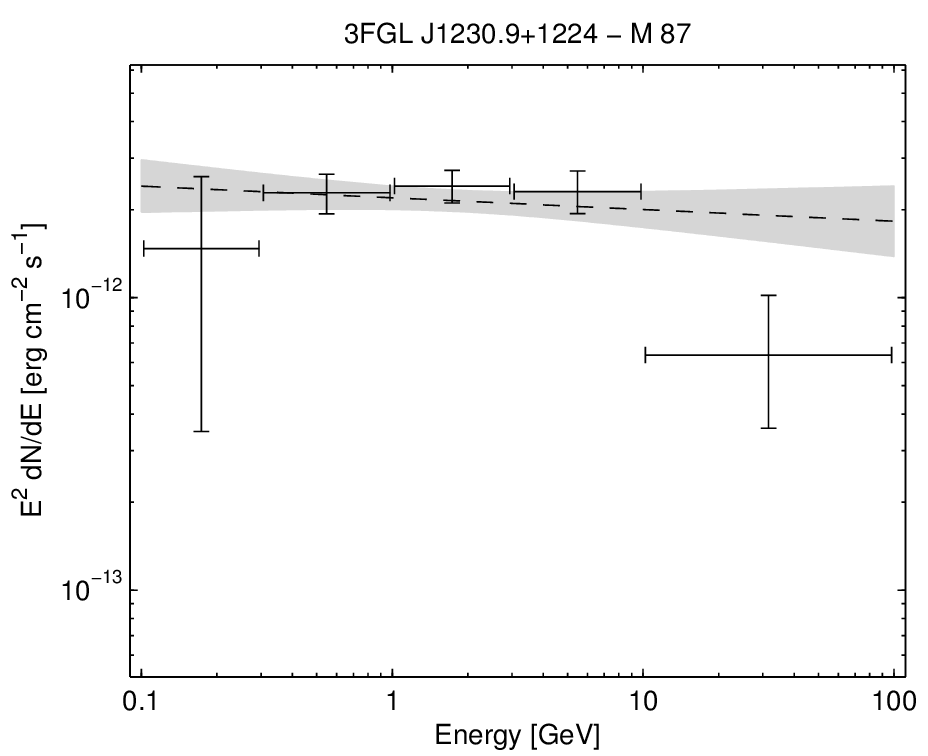 3FGL J1230.9+1224 − M 87
E² dN/dE [erg cm⁻² s⁻¹]
10⁻¹²
10⁻¹³
0.1 1 10 100
Energy [GeV]